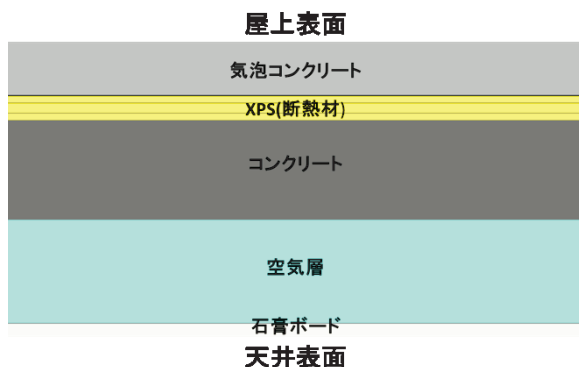 屋上表面
気泡コンクリート
XPS(断熱材)
コンクリート
空気層
石膏ボード
天井表面